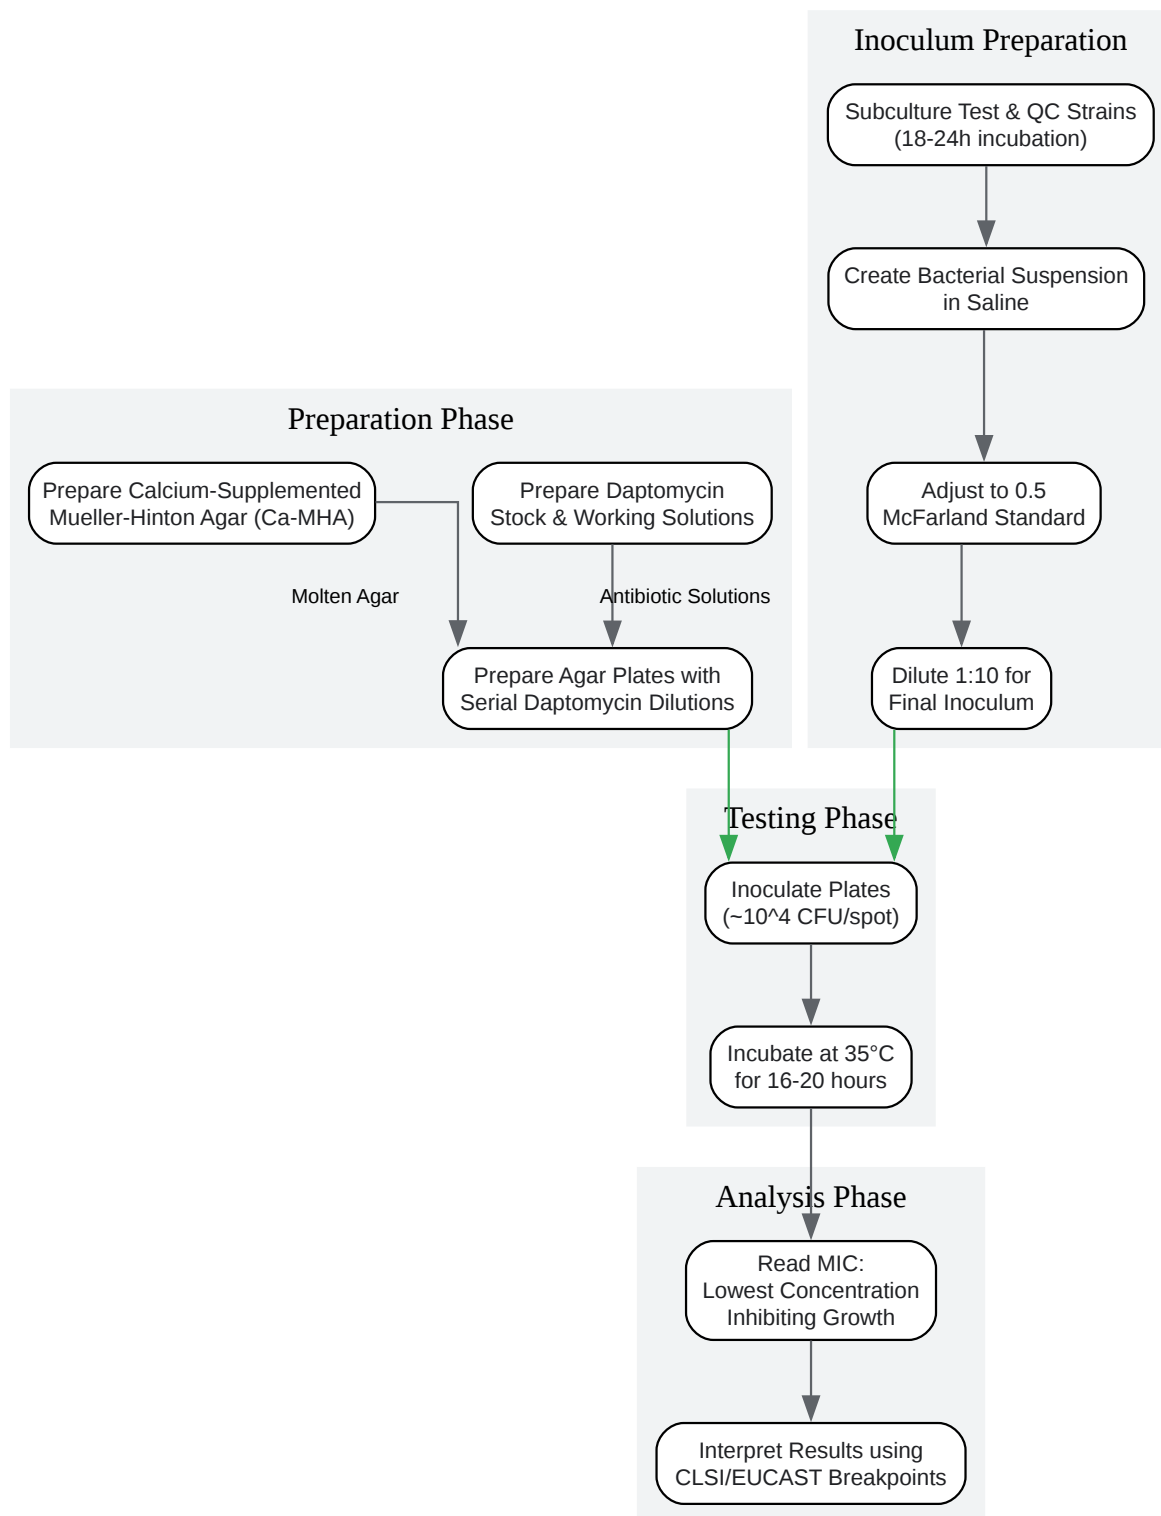 Inoculum Preparation
Subculture Test & QC Strains
(18-24h incubation)
Create Bacterial Suspension
in Saline
Adjust to 0.5
McFarland Standard
Dilute 1:10 for
Final Inoculum
Preparation Phase
Prepare Calcium-Supplemented
Mueller-Hinton Agar (Ca-MHA)
Prepare Daptomycin
Stock & Working Solutions
Molten Agar
Antibiotic Solutions
Prepare Agar Plates with
Serial Daptomycin Dilutions
Testing Phase
Inoculate Plates
(~10^4 CFU/spot)
Incubate at 35°C
for 16-20 hours
Analysis Phase
Read MIC:
Lowest Concentration
Inhibiting Growth
Interpret Results using
CLSI/EUCAST Breakpoints